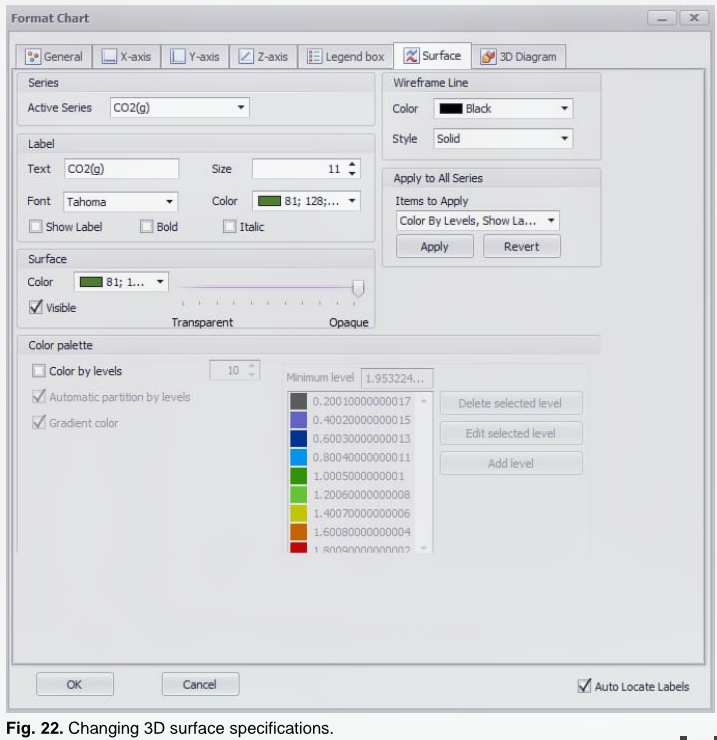 Format Chart
General X-axis Y-axis Z-axis Legend box Surface 3D Diagram
Series
Active Series CO2(g)
Label
Text CO2(g) Size 11
Font Tahoma Color 81; 128;...
Show Label Bold Italic
Surface
Color 81; 1...
Visible
Transparent Opaque
Wireframe Line
Color Black
Style Solid
Apply to All Series
Items to Apply
Color By Levels, Show La...
Apply Revert
Color palette
Color by levels 10
Automatic partition by levels
Gradient color
Minimum level 1.953224...
0.20010000000017
0.40020000000015
0.60030000000013
0.80040000000011
1.0005000000001
1.20060000000008
1.40070000000006
1.60080000000004
1.80090000000002
Delete selected level
Edit selected level
Add level
OK Cancel Auto Locate Labels
Fig. 22. Changing 3D surface specifications.